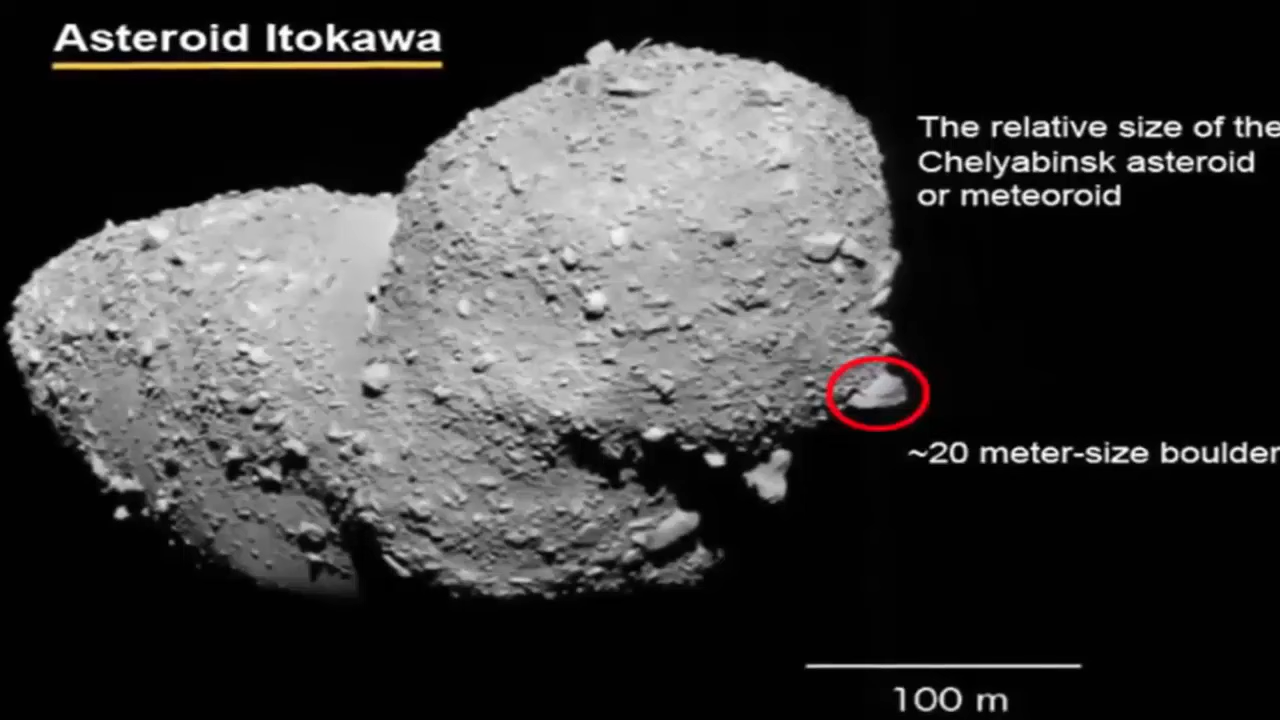 Asteroid Itokawa
The relative size of the
Chelyabinsk asteroid
or meteoroid
~20 meter-size boulder
100 m